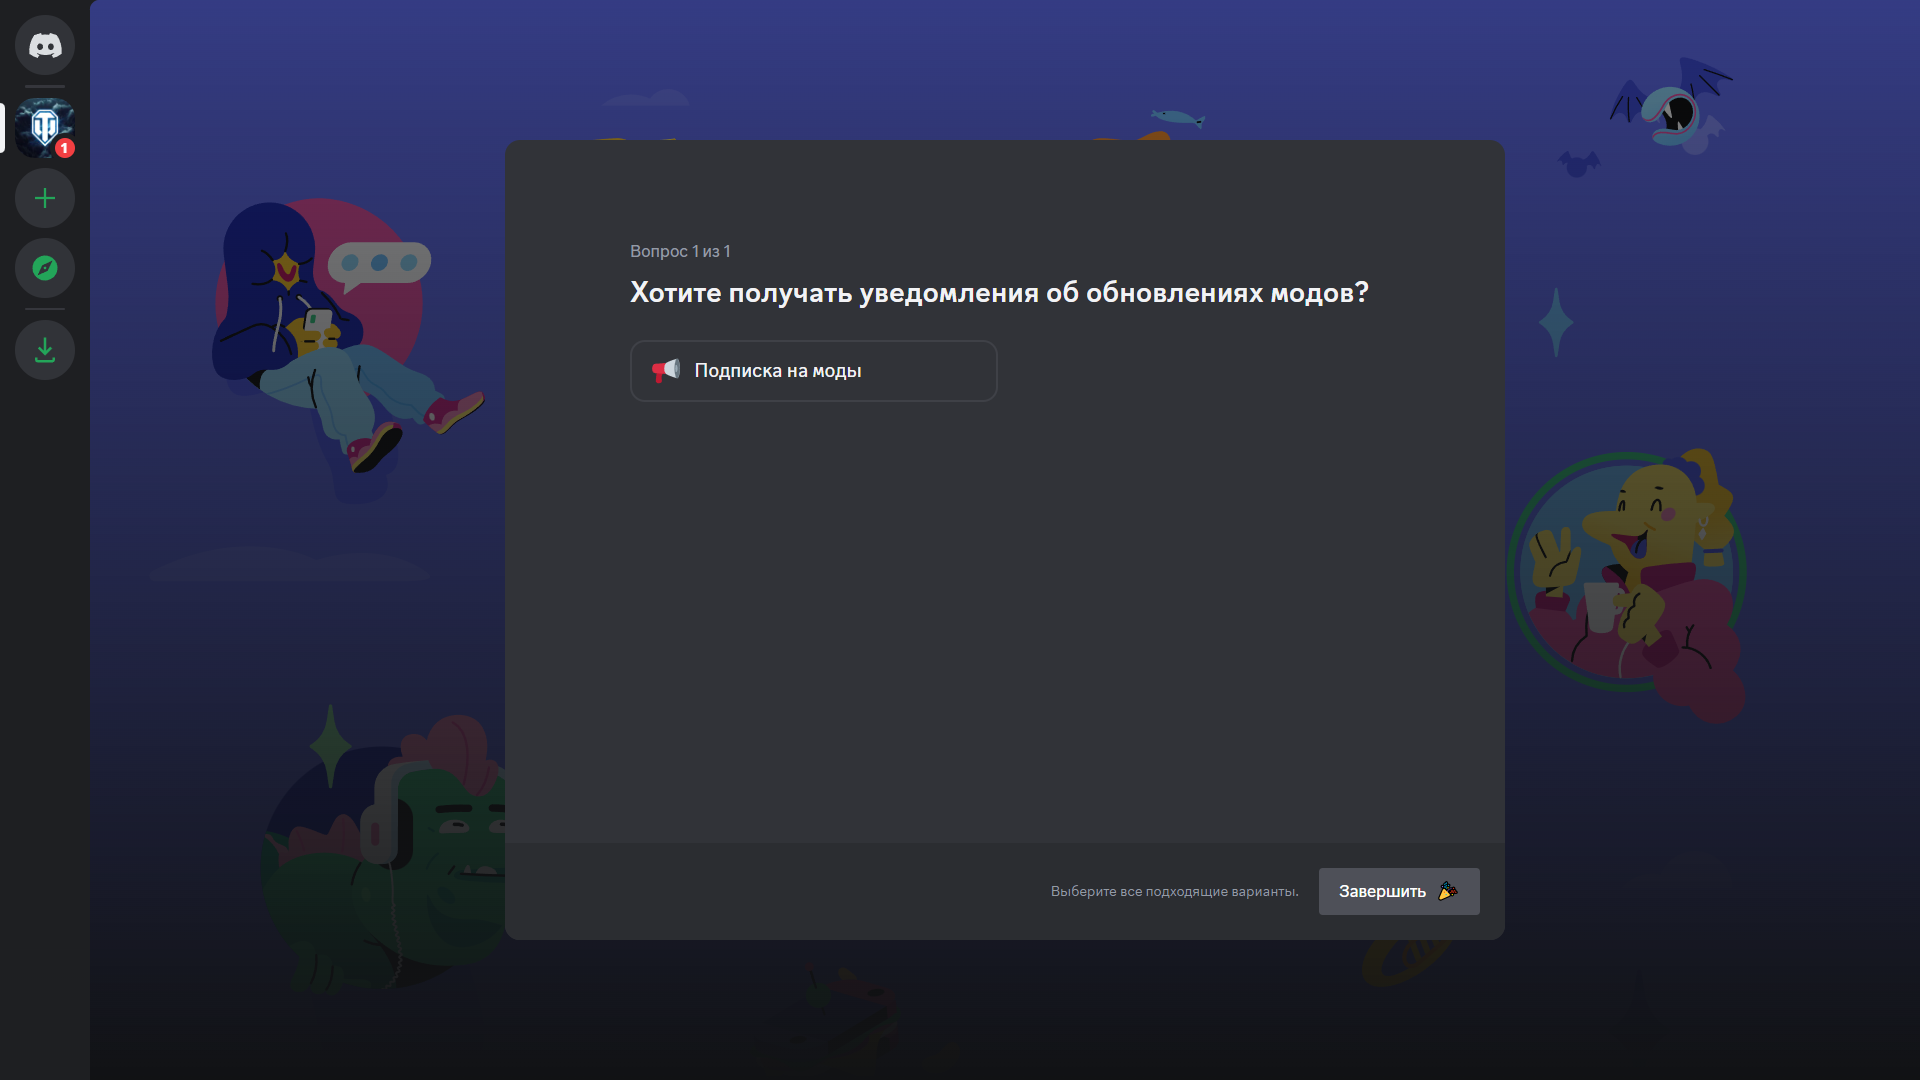 1
Вопрос 1 из 1
Хотите получать уведомления об обновлениях модов?
Подписка на моды
Выберите все подходящие варианты.
Завершить